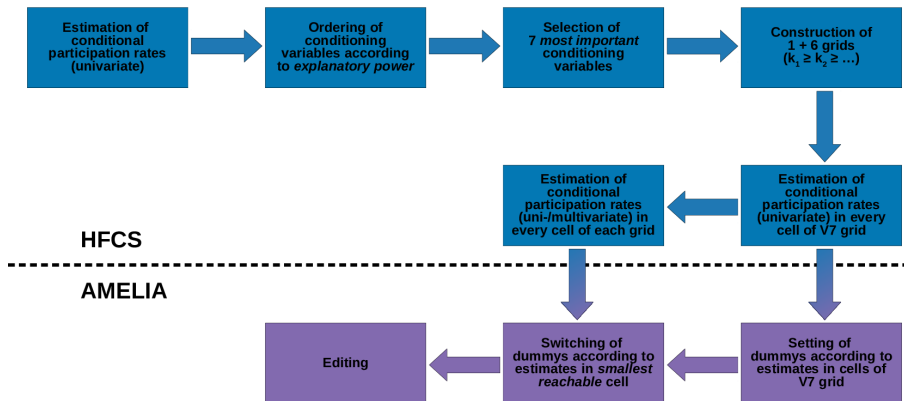 Estimation of
conditional
participation rates
(univariate)
Ordering of
conditioning
variables according
to explanatory power
Selection of
7 most important
conditioning
variables
Construction of
1 + 6 grids
(k₁ ≥ k₂ ≥ ...)
Estimation of
conditional
participation rates
(uni-/multivariate) in
every cell of each grid
Estimation of
conditional
participation rates
(univariate) in every
cell of V7 grid
HFCS
AMELIA
Editing
Switching of
dummys according to
estimates in smallest
reachable cell
Setting of
dummys according to
estimates in cells of
V7 grid